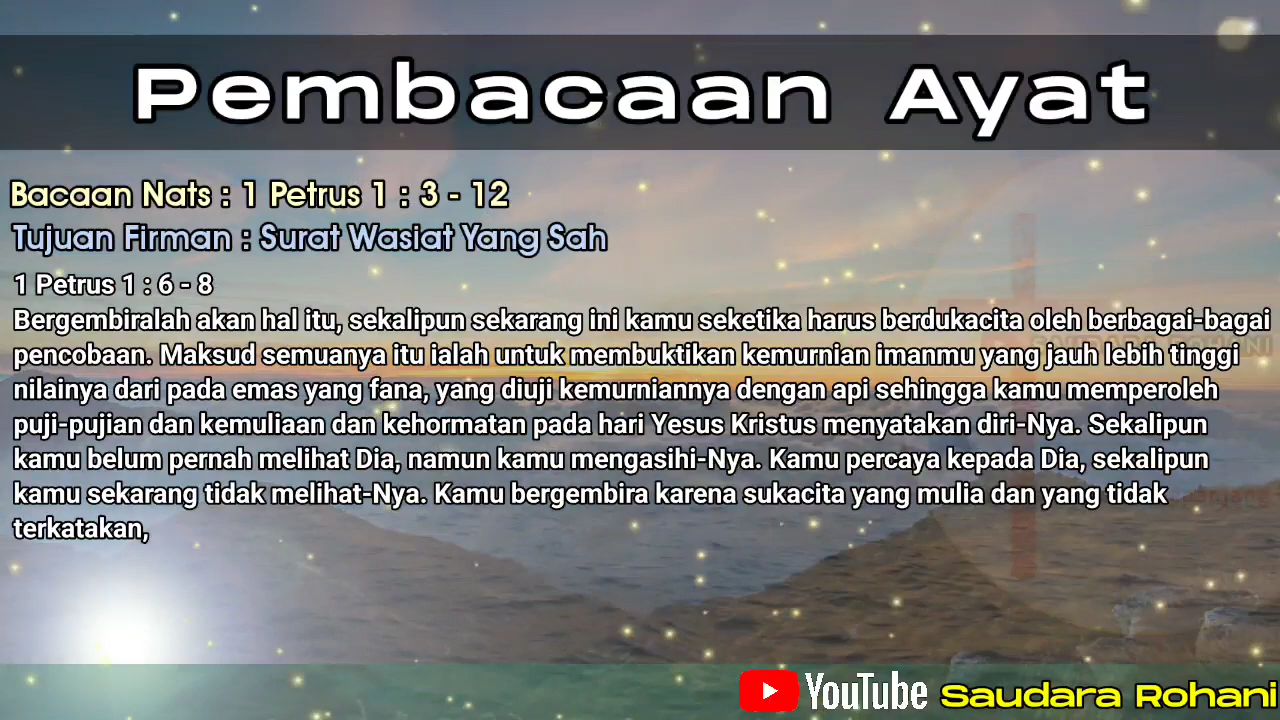 Pembacaan Ayat
Bacaan Nats : 1 Petrus 1 : 3 - 12
Tujuan Firman : Surat Wasiat Yang Sah
1 Petrus 1 : 6 - 8
Bergembiralah akan hal itu, sekalipun sekarang ini kamu seketika harus berdukacita oleh berbagai-bagai
pencobaan. Maksud semuanya itu ialah untuk membuktikan kemurnian imanmu yang jauh lebih tinggi
nilainya dari pada emas yang fana, yang diuji kemurniannya dengan api sehingga kamu memperoleh
puji-pujian dan kemuliaan dan kehormatan pada hari Yesus Kristus menyatakan diri-Nya. Sekalipun
kamu belum pernah melihat Dia, namun kamu mengasihi-Nya. Kamu percaya kepada Dia, sekalipun
kamu sekarang tidak melihat-Nya. Kamu bergembira karena sukacita yang mulia dan yang tidak
terkatakan,
YouTube Saudara Rohani